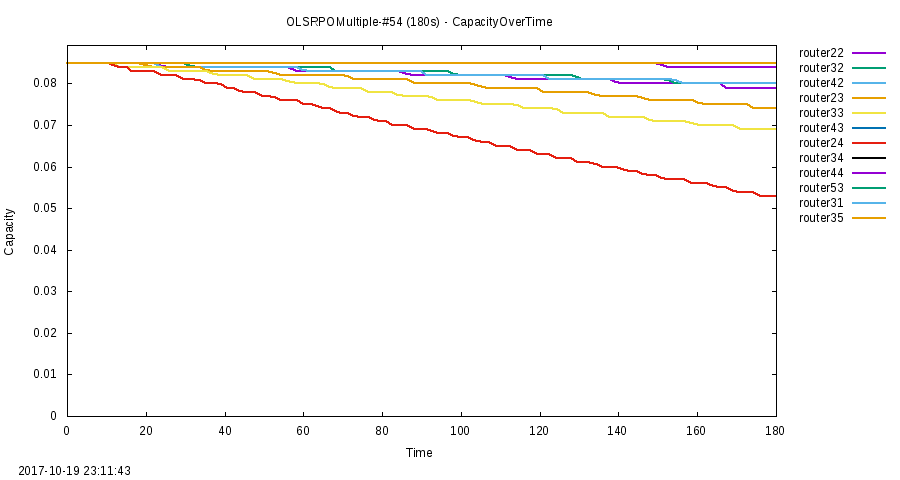 OLSRPOMultiple-#54 (180s) - CapacityOverTime
router22
router32
router42
router23
router33
router43
router24
router34
router44
router53
router31
router35
0.08
0.07
0.06
0.05
0.04
0.03
0.02
0.01
0
Capacity
0 20 40 60 80 100 120 140 160 180
Time
2017-10-19 23:11:43